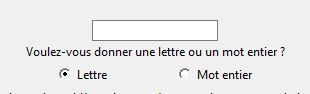 Voulez-vous donner une lettre ou un mot entier ?
Lettre Mot entier